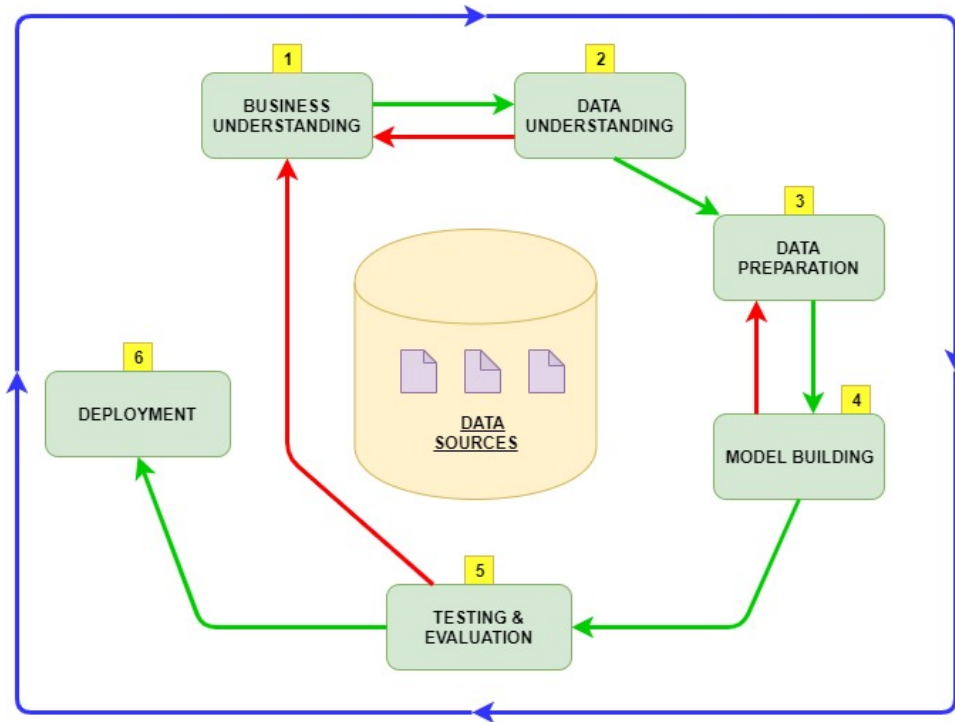 1
BUSINESS
UNDERSTANDING
2
DATA
UNDERSTANDING
3
DATA
PREPARATION
4
MODEL BUILDING
5
TESTING &
EVALUATION
6
DEPLOYMENT
DATA
SOURCES